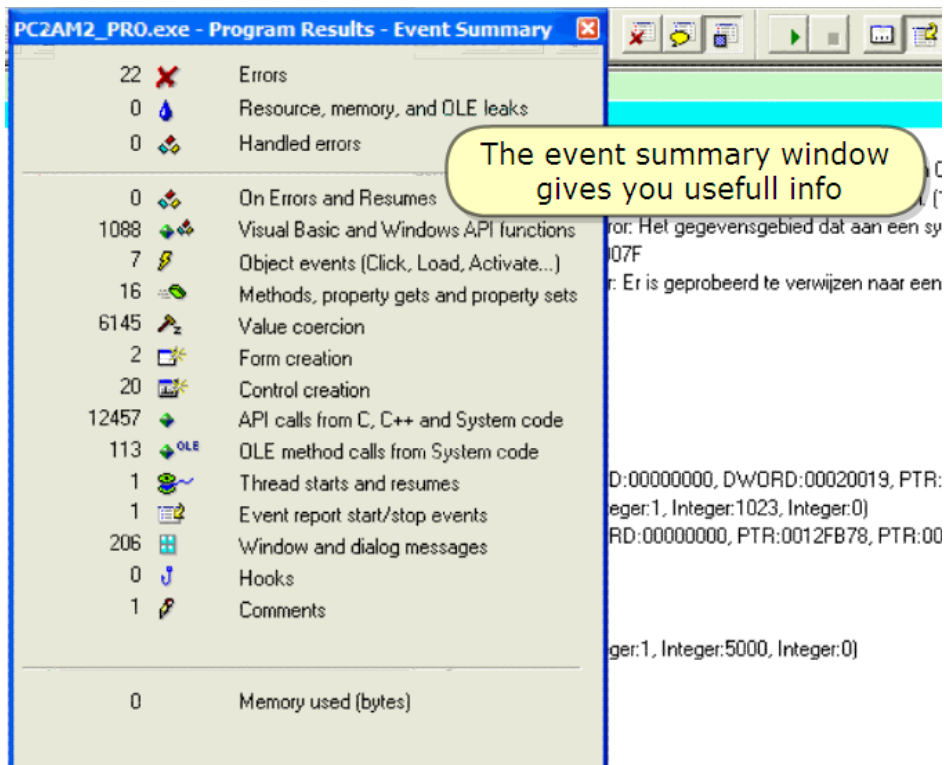 PC2AM2_PRO.exe - Program Results - Event Summary
22 Errors
0 Resource, memory, and OLE leaks
0 Handled errors
The event summary window
gives you usefull info
0 On Errors and Resumes
1088 Visual Basic and Windows API functions
7 Object events (Click, Load, Activate...)
16 Methods, property gets and property sets
6145 Value coercion
2 Form creation
20 Control creation
12457 API calls from C, C++ and System code
113 OLE OLE method calls from System code
1 Thread starts and resumes
1 Event report start/stop events
206 Window and dialog messages
0 Hooks
1 Comments
0 Memory used (bytes)
ror: Het gegevensgebied dat aan een sy
007F
r: Er is geprobeerd te verwijzen naar een
D:00000000, DWORD:00020019, PTR:
eger:1, Integer:1023, Integer:0)
RD:00000000, PTR:0012FB78, PTR:00
ger:1, Integer:5000, Integer:0)